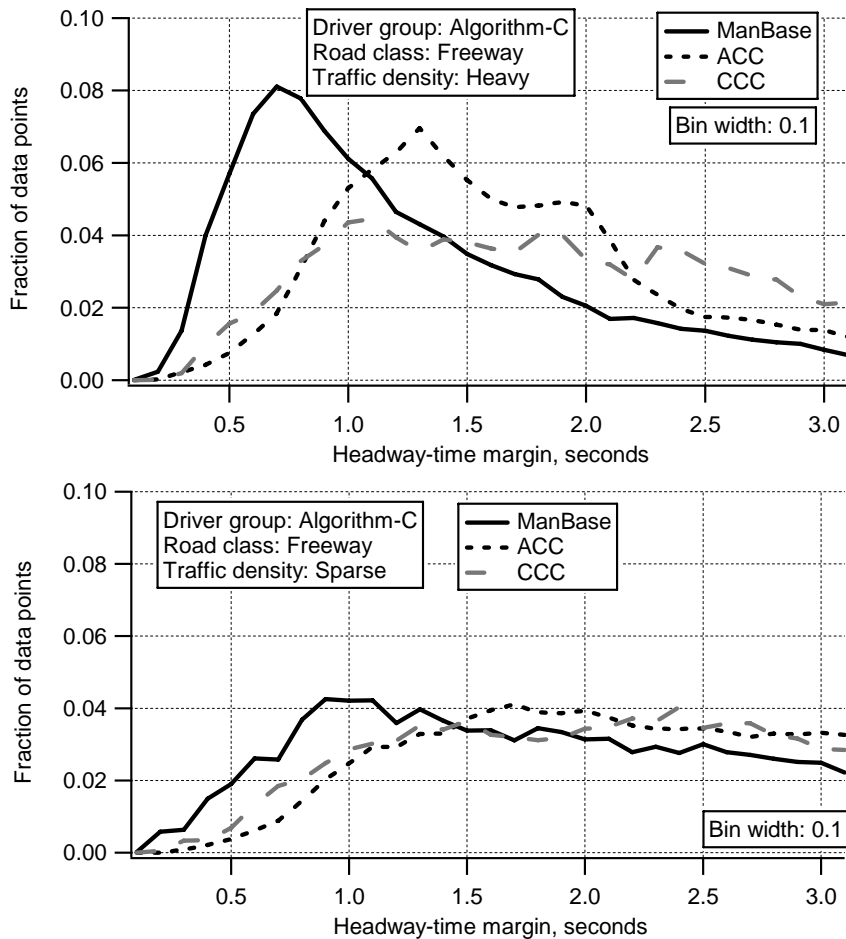 0.10
0.08
0.06
0.04
0.02
0.00
Fraction of data points
Driver group: Algorithm-C
Road class: Freeway
Traffic density: Heavy
ManBase
ACC
CCC
Bin width: 0.1
0.5 1.0 1.5 2.0 2.5 3.0
Headway-time margin, seconds
0.10
0.08
0.06
0.04
0.02
0.00
Fraction of data points
Driver group: Algorithm-C
Road class: Freeway
Traffic density: Sparse
ManBase
ACC
CCC
Bin width: 0.1
0.5 1.0 1.5 2.0 2.5 3.0
Headway-time margin, seconds